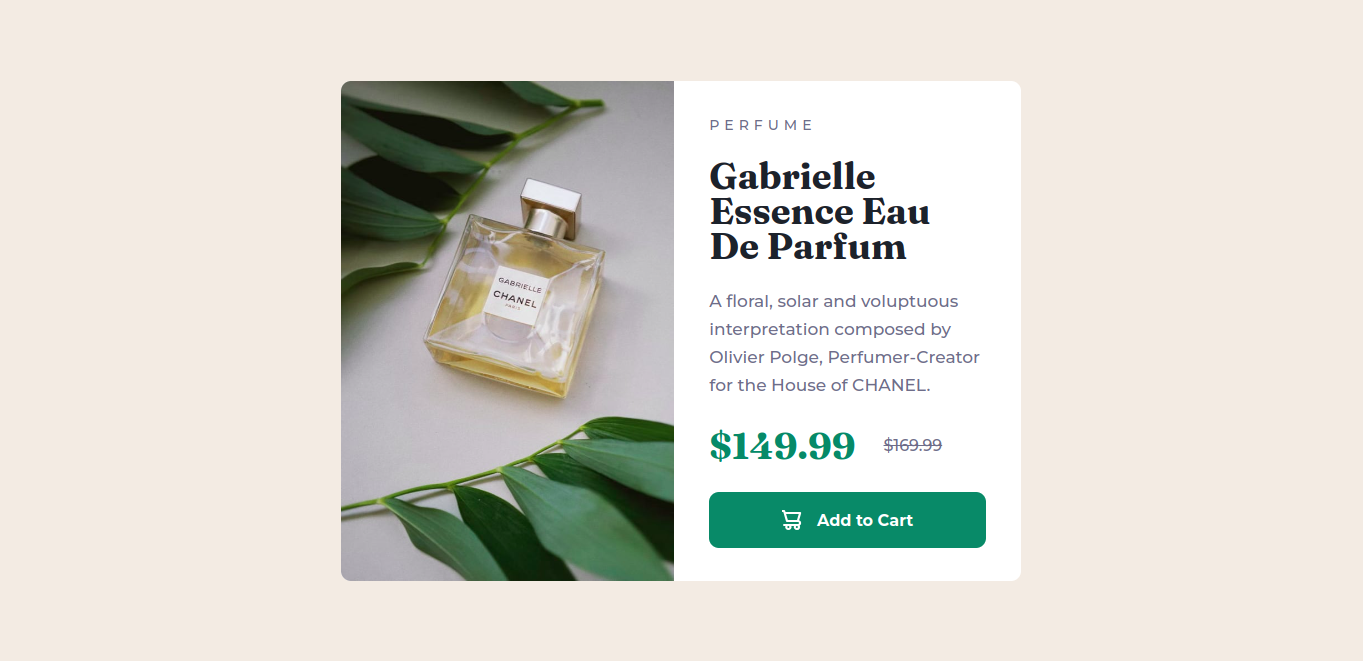 GABRIELLE
CHANEL
PARIS
PERFUME
Gabrielle
Essence Eau
De Parfum
A floral, solar and voluptuous
interpretation composed by
Olivier Polge, Perfumer-Creator
for the House of CHANEL.
$149.99 $169.99
Add to Cart